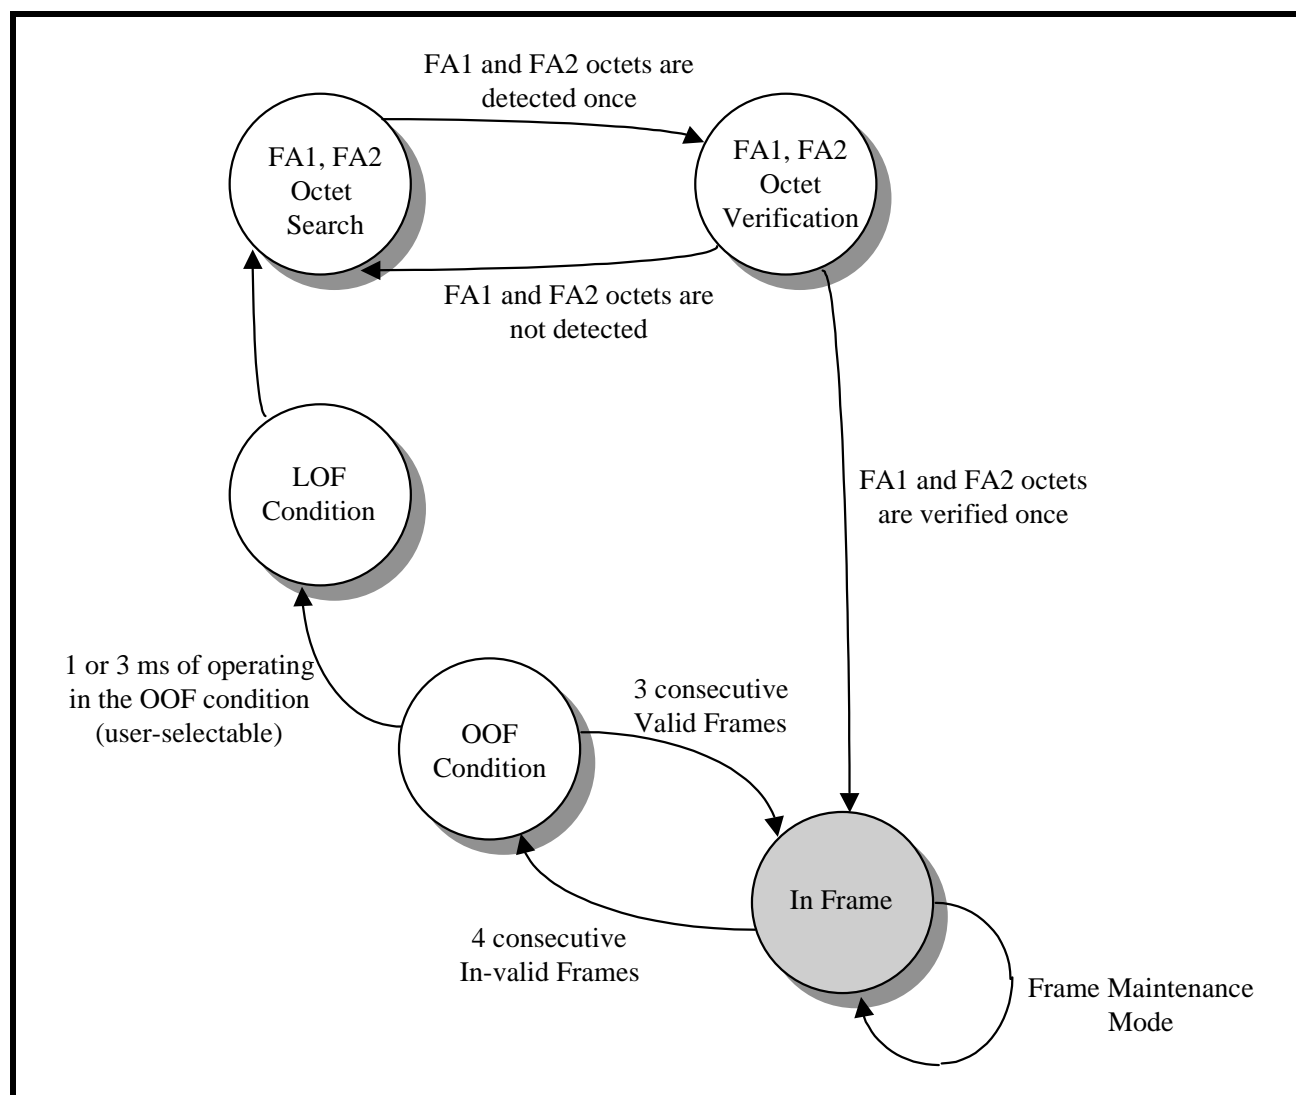 FA1 and FA2 octets are
detected once
FA1, FA2
Octet
Search
FA1, FA2
Octet
Verification
FA1 and FA2 octets are
not detected
LOF
Condition
FA1 and FA2 octets
are verified once
1 or 3 ms of operating
in the OOF condition
(user-selectable)
3 consecutive
Valid Frames
OOF
Condition
In Frame
4 consecutive
In-valid Frames
Frame Maintenance
Mode